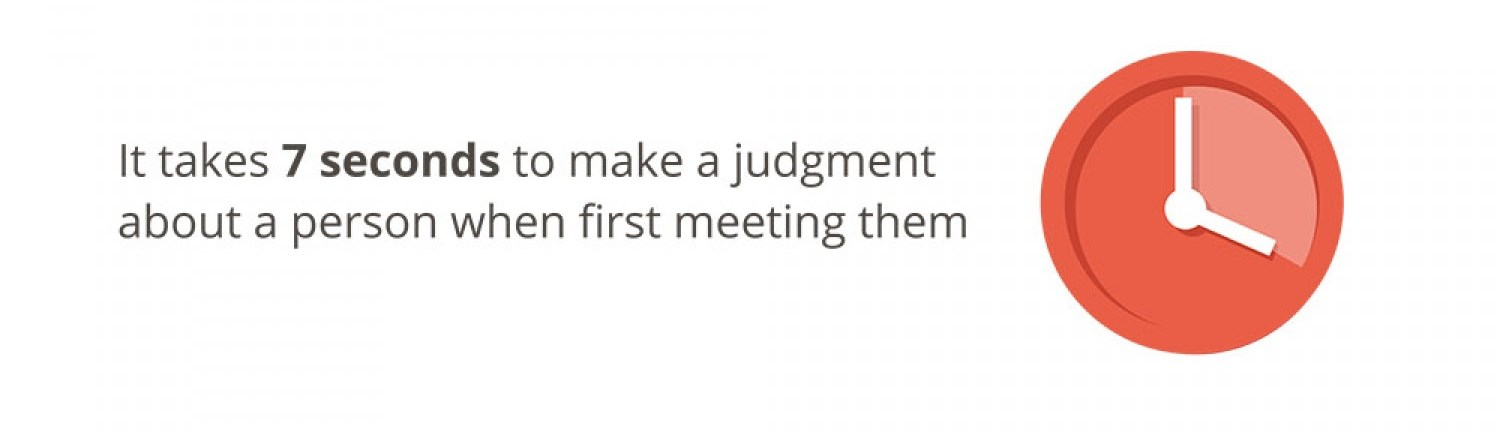 It takes 7 seconds to make a judgment
about a person when first meeting them